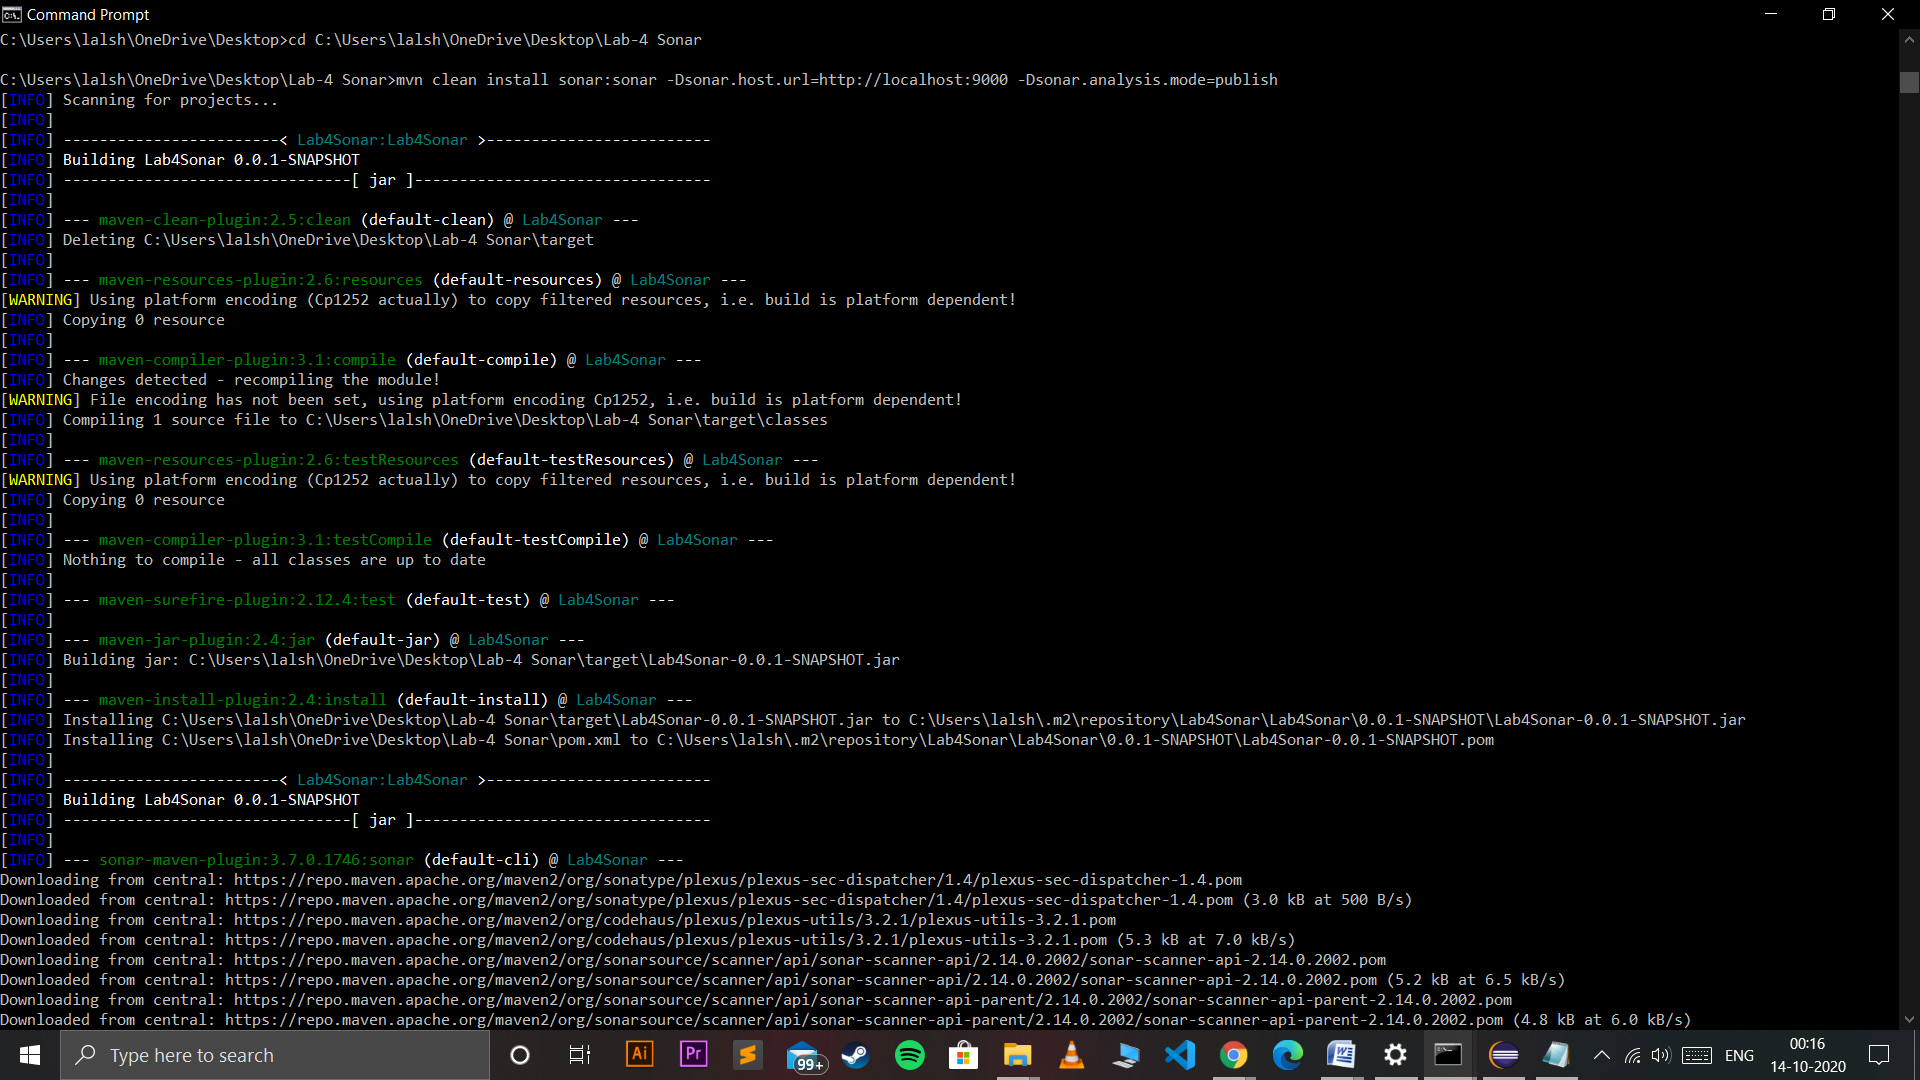 Command Prompt
C:\Users\lalsh\OneDrive\Desktop>cd C:\Users\lalsh\OneDrive\Desktop\Lab-4 Sonar
C:\Users\lalsh\OneDrive\Desktop\Lab-4 Sonar>mvn clean install sonar:sonar -Dsonar.host.url=http://localhost:9000 -Dsonar.analysis.mode=publish
[INFO] Scanning for projects...
[INFO]
[INFO] ------------------------< Lab4Sonar:Lab4Sonar >-------------------------
[INFO] Building Lab4Sonar 0.0.1-SNAPSHOT
[INFO] --------------------------------[ jar ]---------------------------------
[INFO]
[INFO] --- maven-clean-plugin:2.5:clean (default-clean) @ Lab4Sonar ---
[INFO] Deleting C:\Users\lalsh\OneDrive\Desktop\Lab-4 Sonar\target
[INFO]
[INFO] --- maven-resources-plugin:2.6:resources (default-resources) @ Lab4Sonar ---
[WARNING] Using platform encoding (Cp1252 actually) to copy filtered resources, i.e. build is platform dependent!
[INFO] Copying 0 resource
[INFO]
[INFO] --- maven-compiler-plugin:3.1:compile (default-compile) @ Lab4Sonar ---
[INFO] Changes detected - recompiling the module!
[WARNING] File encoding has not been set, using platform encoding Cp1252, i.e. build is platform dependent!
[INFO] Compiling 1 source file to C:\Users\lalsh\OneDrive\Desktop\Lab-4 Sonar\target\classes
[INFO]
[INFO] --- maven-resources-plugin:2.6:testResources (default-testResources) @ Lab4Sonar ---
[WARNING] Using platform encoding (Cp1252 actually) to copy filtered resources, i.e. build is platform dependent!
[INFO] Copying 0 resource
[INFO]
[INFO] --- maven-compiler-plugin:3.1:testCompile (default-testCompile) @ Lab4Sonar ---
[INFO] Nothing to compile - all classes are up to date
[INFO]
[INFO] --- maven-surefire-plugin:2.12.4:test (default-test) @ Lab4Sonar ---
[INFO]
[INFO] --- maven-jar-plugin:2.4:jar (default-jar) @ Lab4Sonar ---
[INFO] Building jar: C:\Users\lalsh\OneDrive\Desktop\Lab-4 Sonar\target\Lab4Sonar-0.0.1-SNAPSHOT.jar
[INFO]
[INFO] --- maven-install-plugin:2.4:install (default-install) @ Lab4Sonar ---
[INFO] Installing C:\Users\lalsh\OneDrive\Desktop\Lab-4 Sonar\target\Lab4Sonar-0.0.1-SNAPSHOT.jar to C:\Users\lalsh\.m2\repository\Lab4Sonar\Lab4Sonar\0.0.1-SNAPSHOT\Lab4Sonar-0.0.1-SNAPSHOT.jar
[INFO] Installing C:\Users\lalsh\OneDrive\Desktop\Lab-4 Sonar\pom.xml to C:\Users\lalsh\.m2\repository\Lab4Sonar\Lab4Sonar\0.0.1-SNAPSHOT\Lab4Sonar-0.0.1-SNAPSHOT.pom
[INFO]
[INFO] ------------------------< Lab4Sonar:Lab4Sonar >-------------------------
[INFO] Building Lab4Sonar 0.0.1-SNAPSHOT
[INFO] --------------------------------[ jar ]---------------------------------
[INFO]
[INFO] --- sonar-maven-plugin:3.7.0.1746:sonar (default-cli) @ Lab4Sonar ---
Downloading from central: https://repo.maven.apache.org/maven2/org/sonatype/plexus/plexus-sec-dispatcher/1.4/plexus-sec-dispatcher-1.4.pom
Downloaded from central: https://repo.maven.apache.org/maven2/org/sonatype/plexus/plexus-sec-dispatcher/1.4/plexus-sec-dispatcher-1.4.pom (3.0 kB at 500 B/s)
Downloading from central: https://repo.maven.apache.org/maven2/org/codehaus/plexus/plexus-utils/3.2.1/plexus-utils-3.2.1.pom
Downloaded from central: https://repo.maven.apache.org/maven2/org/codehaus/plexus/plexus-utils/3.2.1/plexus-utils-3.2.1.pom (5.3 kB at 7.0 kB/s)
Downloading from central: https://repo.maven.apache.org/maven2/org/sonarsource/scanner/api/sonar-scanner-api/2.14.0.2002/sonar-scanner-api-2.14.0.2002.pom
Downloaded from central: https://repo.maven.apache.org/maven2/org/sonarsource/scanner/api/sonar-scanner-api/2.14.0.2002/sonar-scanner-api-2.14.0.2002.pom (5.2 kB at 6.5 kB/s)
Downloading from central: https://repo.maven.apache.org/maven2/org/sonarsource/scanner/api/sonar-scanner-api-parent/2.14.0.2002/sonar-scanner-api-parent-2.14.0.2002.pom
Downloaded from central: https://repo.maven.apache.org/maven2/org/sonarsource/scanner/api/sonar-scanner-api-parent/2.14.0.2002/sonar-scanner-api-parent-2.14.0.2002.pom (4.8 kB at 6.0 kB/s)
Type here to search
Ai
Pr
99+
ENG
00:16
14-10-2020